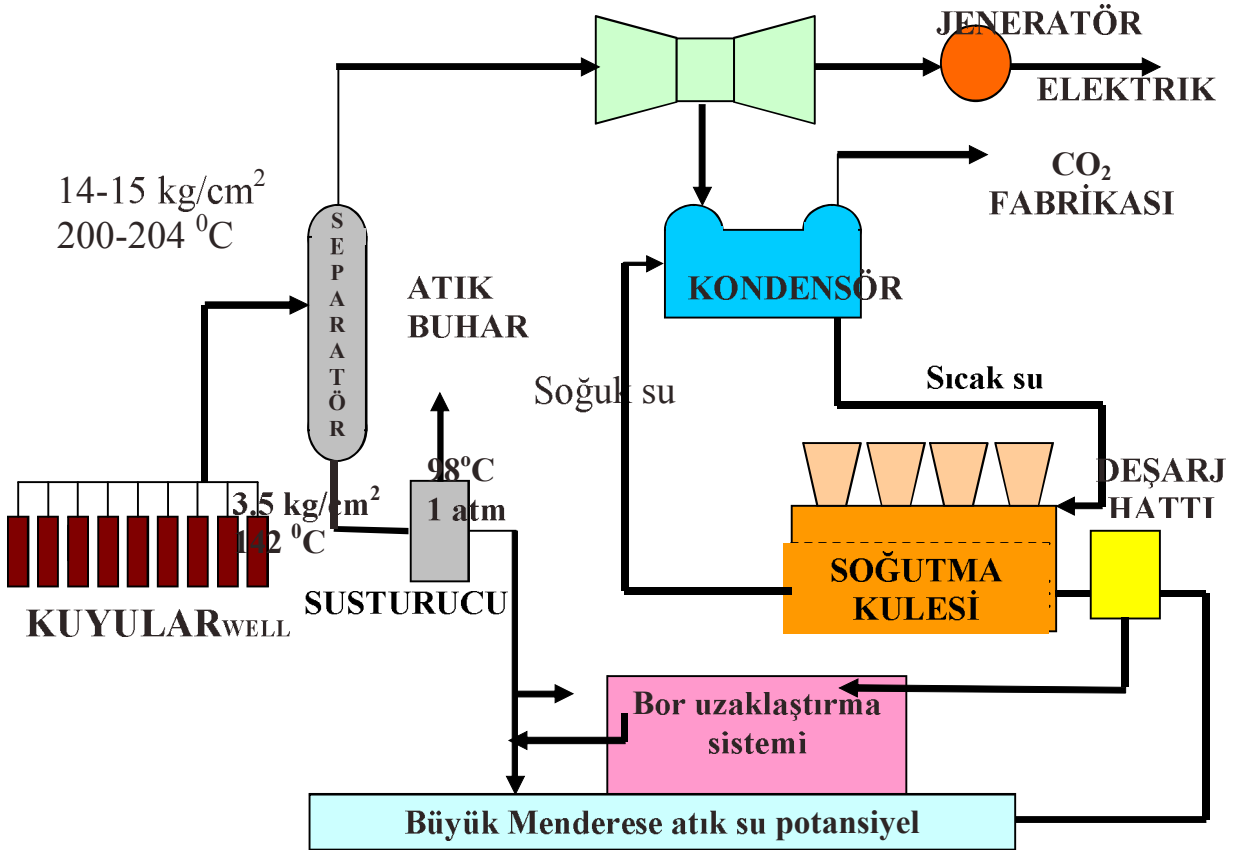 JENERATÖR
ELEKTRIK
CO₂
FABRİKASI
14-15 kg/cm²
200-204 ⁰C
SEPARATÖR
ATIK
BUHAR
KONDENSÖR
Soğuk su
Sıcak su
98°C
1 atm
3.5 kg/cm²
142 ⁰C
DEŞARJ
HATTI
SUSTURUCU
SOĞUTMA
KULESİ
KUYULARWELL
Bor uzaklaştırma
sistemi
Büyük Menderese atık su potansiyel